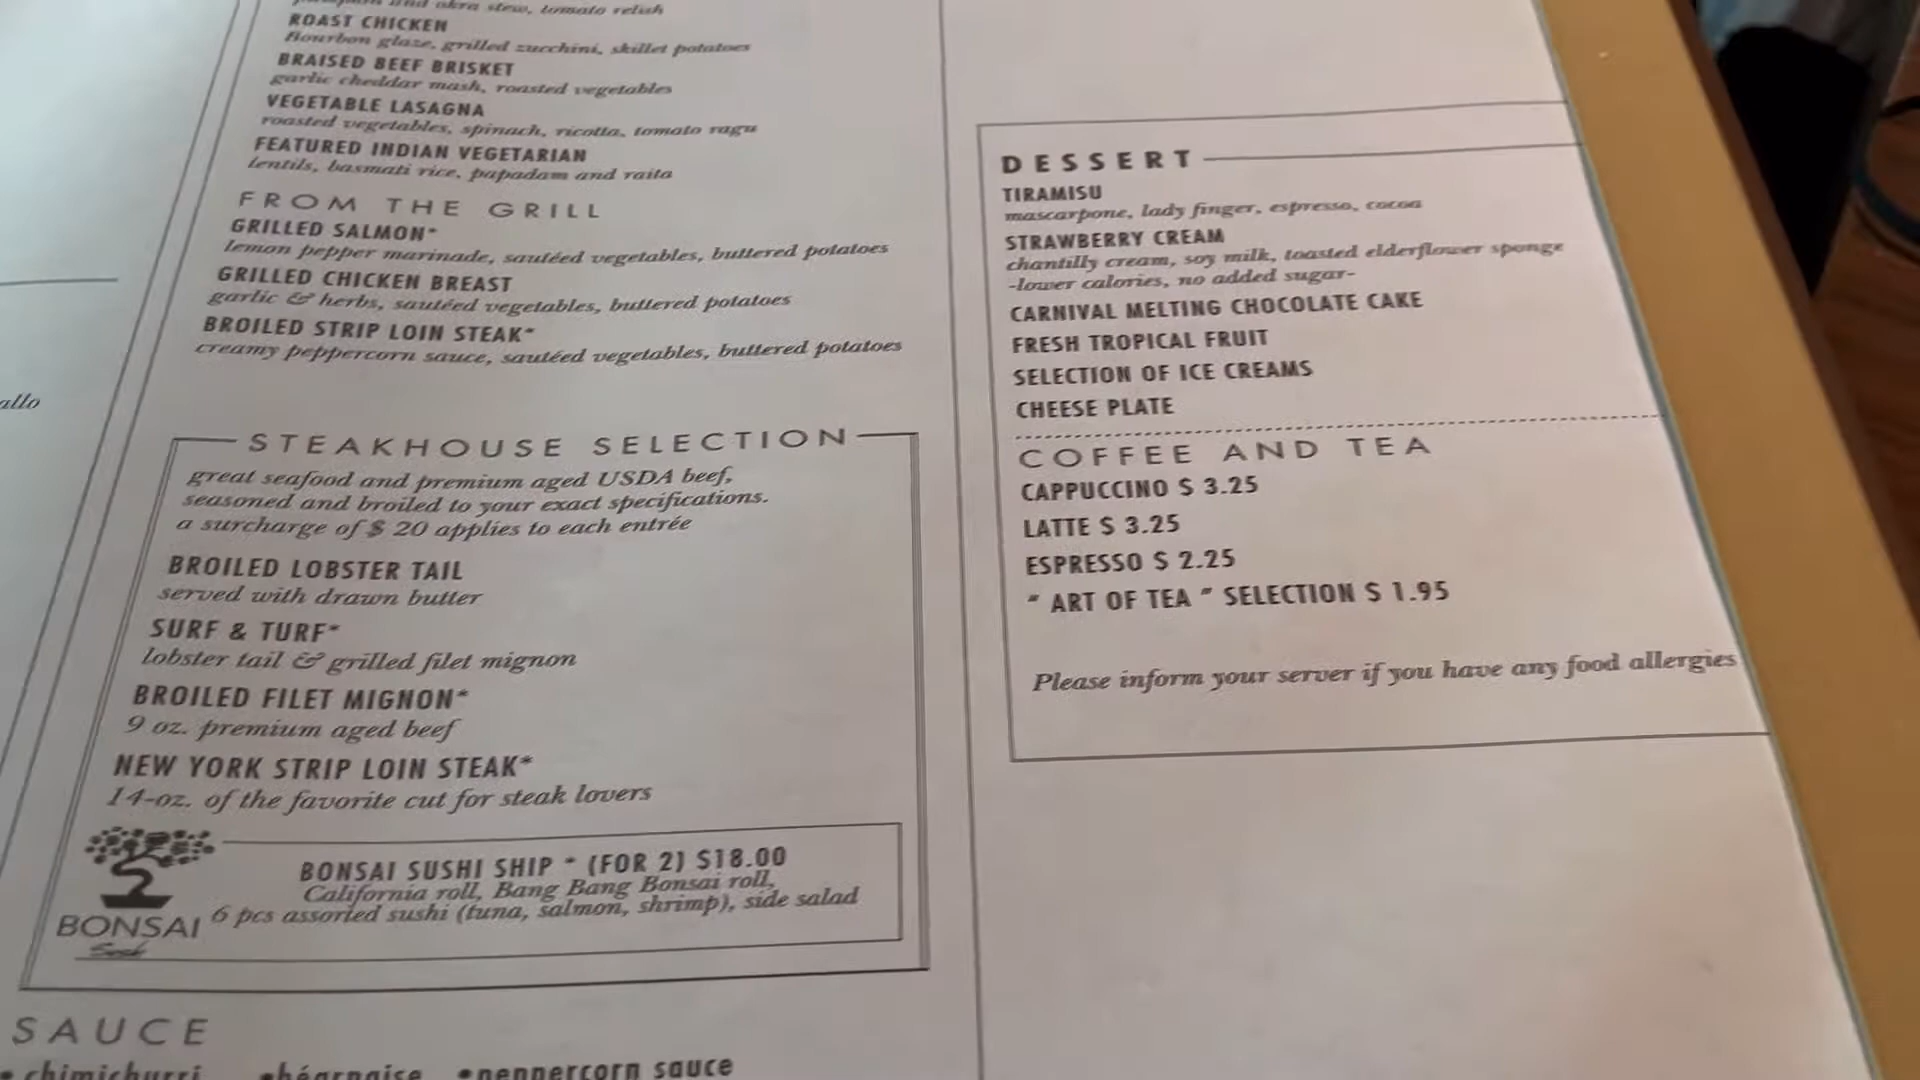 okra stew, tomato relish
ROAST CHICKEN
Bourbon glaze, grilled zucchini, skillet potatoes
BRAISED BEEF BRISKET
garlic cheddar mash, roasted vegetables
VEGETABLE LASAGNA
roasted vegetables, spinach, ricotta, tomato ragu
FEATURED INDIAN VEGETARIAN
lentils, basmati rice, papadam and raita
FROM THE GRILL
GRILLED SALMON*
lemon pepper marinade, sautéed vegetables, buttered potatoes
GRILLED CHICKEN BREAST
garlic & herbs, sautéed vegetables, buttered potatoes
BROILED STRIP LOIN STEAK*
creamy peppercorn sauce, sautéed vegetables, buttered potatoes
allo
STEAKHOUSE SELECTION
great seafood and premium aged USDA beef,
seasoned and broiled to your exact specifications.
a surcharge of $ 20 applies to each entrée
BROILED LOBSTER TAIL
served with drawn butter
SURF & TURF*
lobster tail & grilled filet mignon
BROILED FILET MIGNON*
9 oz. premium aged beef
NEW YORK STRIP LOIN STEAK*
14-oz. of the favorite cut for steak lovers
BONSAI SUSHI SHIP * (FOR 2) $18.00
California roll, Bang Bang Bonsai roll,
6 pcs assorted sushi (tuna, salmon, shrimp), side salad
BONSAI
Sushi
SAUCE
• chimichurri •béarnaise •peppercorn sauce
DESSERT
TIRAMISU
mascarpone, lady finger, espresso, cocoa
STRAWBERRY CREAM
chantilly cream, soy milk, toasted elderflower sponge
-lower calories, no added sugar-
CARNIVAL MELTING CHOCOLATE CAKE
FRESH TROPICAL FRUIT
SELECTION OF ICE CREAMS
CHEESE PLATE
COFFEE AND TEA
CAPPUCCINO $ 3.25
LATTE $ 3.25
ESPRESSO $ 2.25
" ART OF TEA " SELECTION $ 1.95
Please inform your server if you have any food allergies